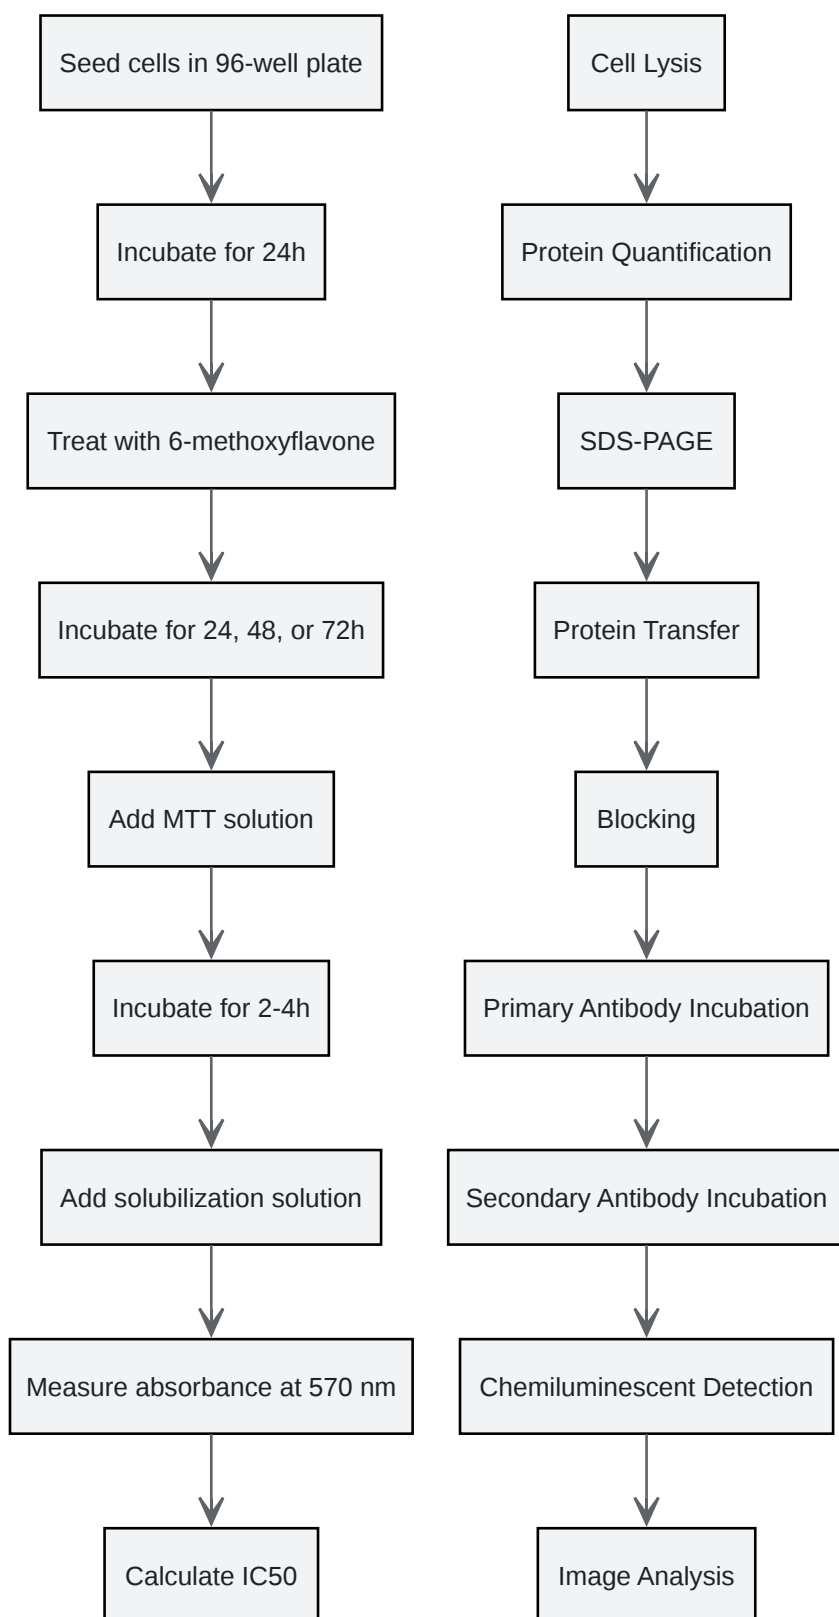 Seed cells in 96-well plate
Incubate for 24h
Treat with 6-methoxyflavone
Incubate for 24, 48, or 72h
Add MTT solution
Incubate for 2-4h
Add solubilization solution
Measure absorbance at 570 nm
Calculate IC50
Cell Lysis
Protein Quantification
SDS-PAGE
Protein Transfer
Blocking
Primary Antibody Incubation
Secondary Antibody Incubation
Chemiluminescent Detection
Image Analysis